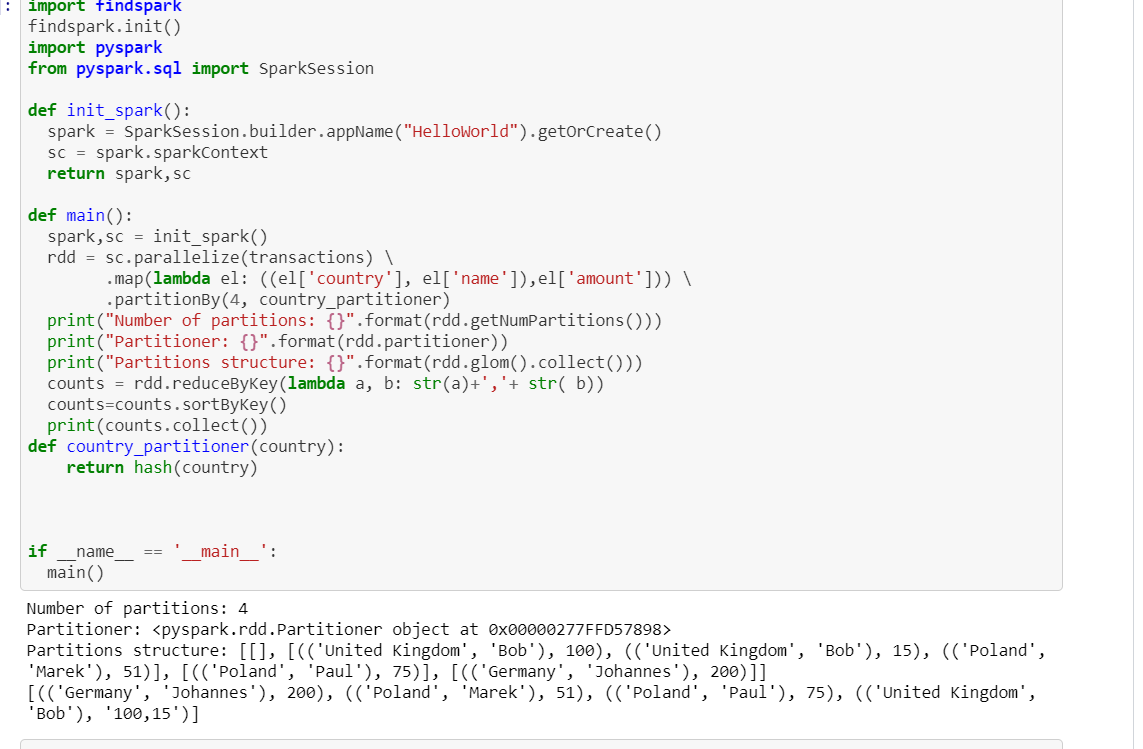 : import findspark
findspark.init()
import pyspark
from pyspark.sql import SparkSession
def init_spark():
  spark = SparkSession.builder.appName("HelloWorld").getOrCreate()
  sc = spark.sparkContext
  return spark,sc
def main():
  spark,sc = init_spark()
  rdd = sc.parallelize(transactions) \
        .map(lambda el: ((el['country'], el['name']),el['amount'])) \
        .partitionBy(4, country_partitioner)
  print("Number of partitions: {}".format(rdd.getNumPartitions()))
  print("Partitioner: {}".format(rdd.partitioner))
  print("Partitions structure: {}".format(rdd.glom().collect()))
  counts = rdd.reduceByKey(lambda a, b: str(a)+','+ str( b))
  counts=counts.sortByKey()
  print(counts.collect())
def country_partitioner(country):
    return hash(country)
if __name__ == '__main__':
  main()
Number of partitions: 4
Partitioner: <pyspark.rdd.Partitioner object at 0x00000277FFD57898>
Partitions structure: [[], [(('United Kingdom', 'Bob'), 100), (('United Kingdom', 'Bob'), 15), (('Poland',
'Marek'), 51)], [(('Poland', 'Paul'), 75)], [(('Germany', 'Johannes'), 200)]]
[(('Germany', 'Johannes'), 200), (('Poland', 'Marek'), 51), (('Poland', 'Paul'), 75), (('United Kingdom',
'Bob'), '100,15')]